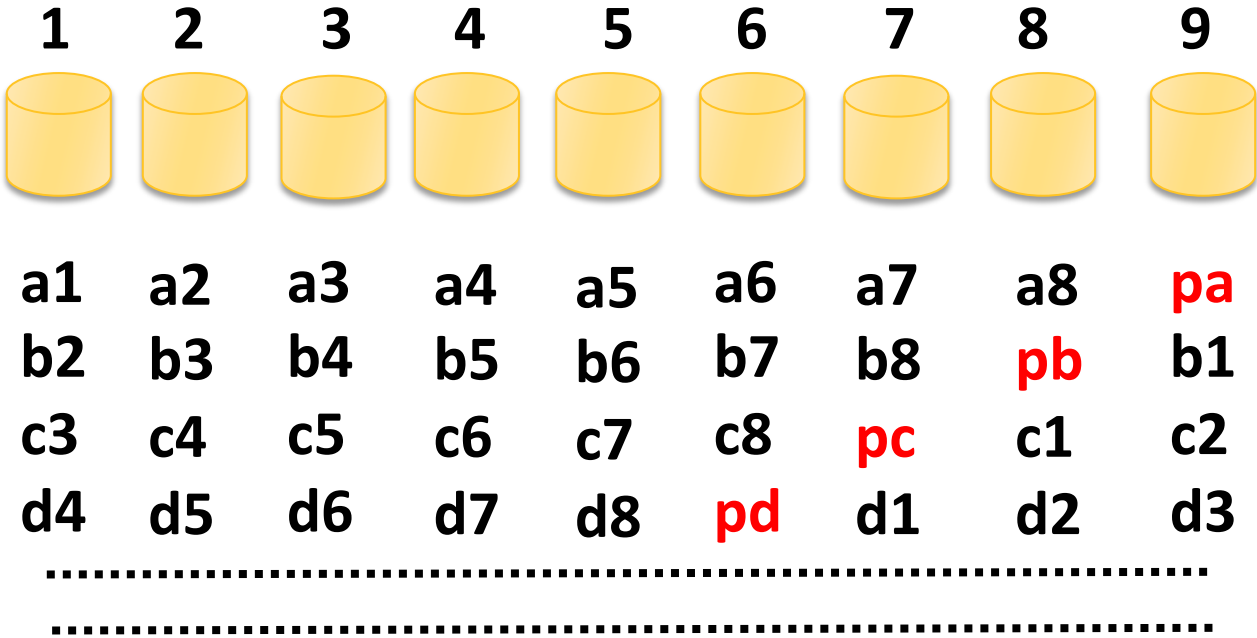 1 2 3 4 5 6 7 8 9
a1 a2 a3 a4 a5 a6 a7 a8 pa
b2 b3 b4 b5 b6 b7 b8 pb b1
c3 c4 c5 c6 c7 c8 pc c1 c2
d4 d5 d6 d7 d8 pd d1 d2 d3